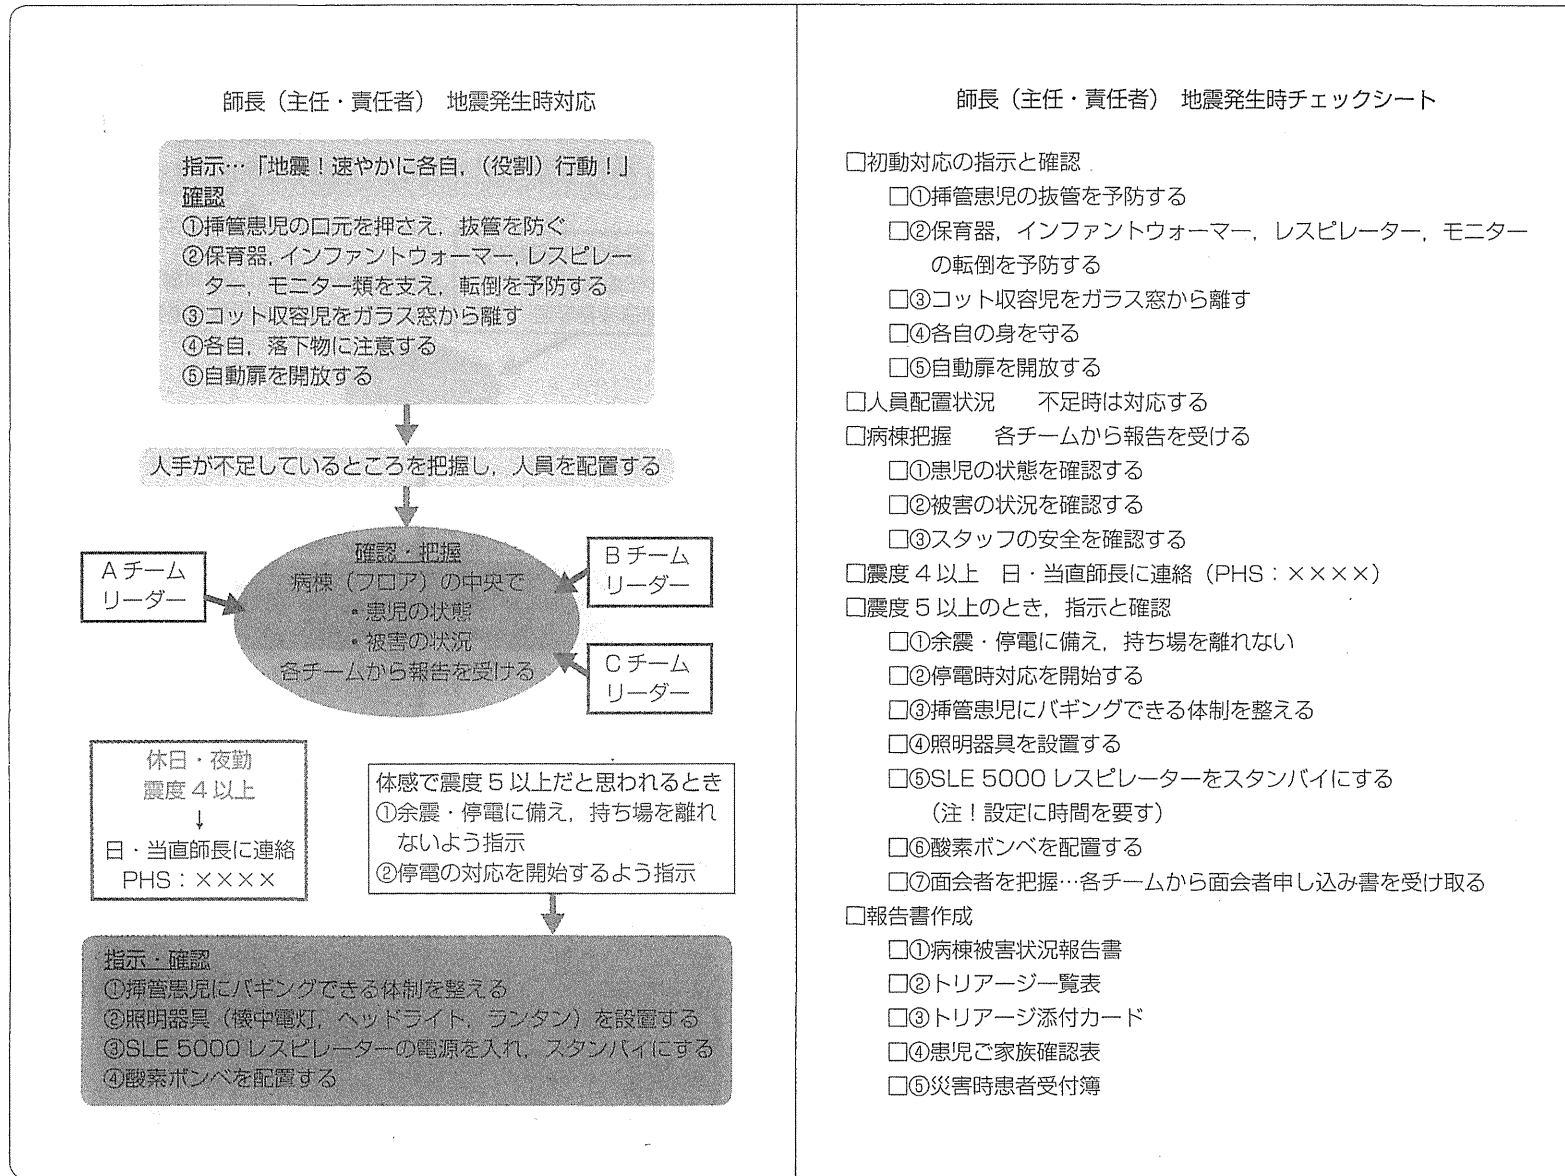 師長（主任・責任者）　地震発生時対応
指示…「地震！速やかに各自，（役割）行動！」
確認
①挿管患児の口元を押さえ，抜管を防ぐ
②保育器，インファントウォーマー，レスピレー
ター，モニター類を支え，転倒を予防する
③コット収容児をガラス窓から離す
④各自，落下物に注意する
⑤自動扉を開放する
人手が不足しているところを把握し，人員を配置する
確認・把握
病棟（フロア）の中央で
・患児の状態
・被害の状況
各チームから報告を受ける
A チーム
リーダー
B チーム
リーダー
C チーム
リーダー
休日・夜勤
震度 4 以上
↓
日・当直師長に連絡
PHS：××××
体感で震度 5 以上だと思われるとき
①余震・停電に備え，持ち場を離れ
ないよう指示
②停電の対応を開始するよう指示
指示・確認
①挿管患児にバギングできる体制を整える
②照明器具（懐中電灯，ヘッドライト，ランタン）を設置する
③SLE 5000 レスピレーターの電源を入れ，スタンバイにする
④酸素ボンベを配置する
師長（主任・責任者）　地震発生時チェックシート
□初動対応の指示と確認
□①挿管患児の抜管を予防する
□②保育器，インファントウォーマー，レスピレーター，モニター
の転倒を予防する
□③コット収容児をガラス窓から離す
□④各自の身を守る
□⑤自動扉を開放する
□人員配置状況　　不足時は対応する
□病棟把握　　各チームから報告を受ける
□①患児の状態を確認する
□②被害の状況を確認する
□③スタッフの安全を確認する
□震度 4 以上　日・当直師長に連絡（PHS：××××）
□震度 5 以上のとき，指示と確認
□①余震・停電に備え，持ち場を離れない
□②停電時対応を開始する
□③挿管患児にバギングできる体制を整える
□④照明器具を設置する
□⑤SLE 5000 レスピレーターをスタンバイにする
（注！設定に時間を要す）
□⑥酸素ボンベを配置する
□⑦面会者を把握…各チームから面会者申し込み書を受け取る
□報告書作成
□①病棟被害状況報告書
□②トリアージ一覧表
□③トリアージ添付カード
□④患児ご家族確認表
□⑤災害時患者受付簿